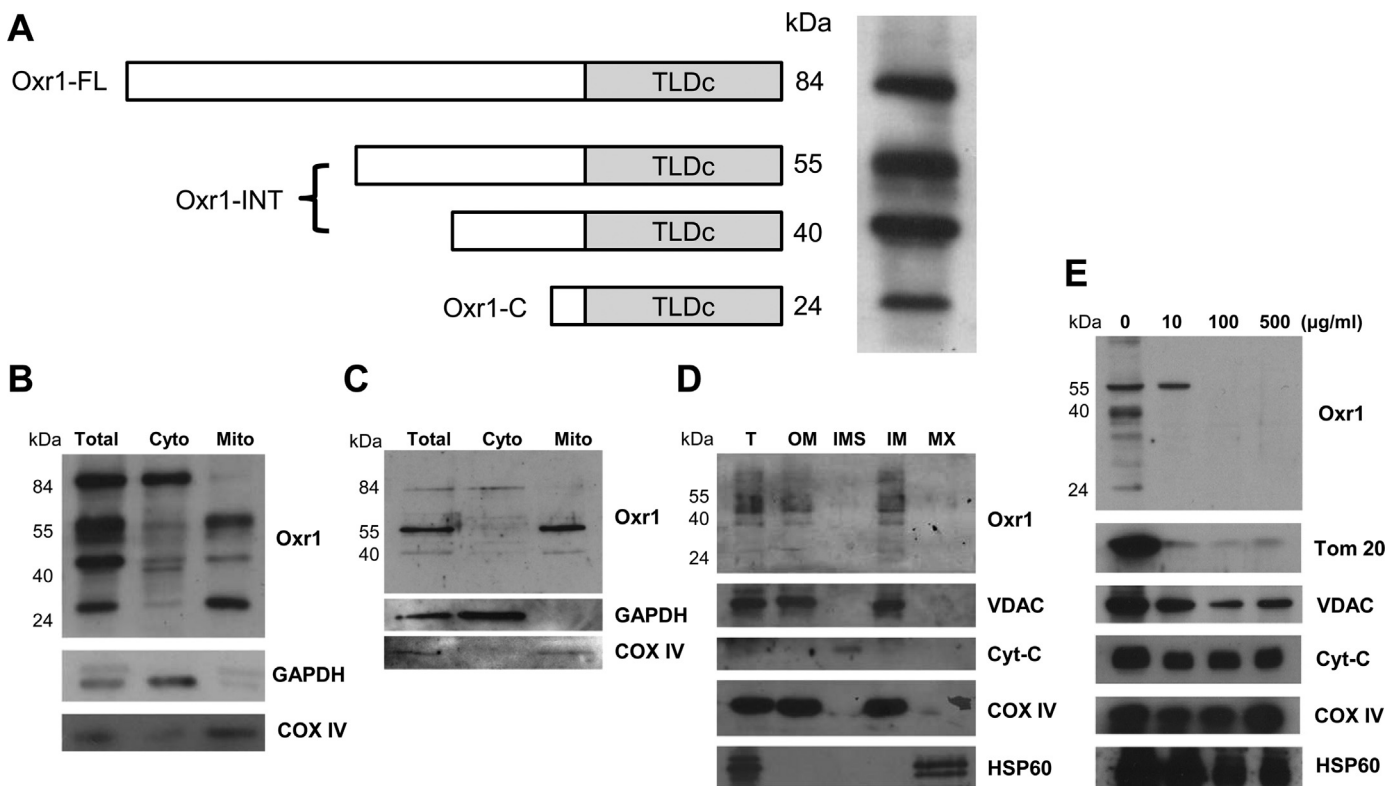 A
kDa
Oxr1-FL
TLDc
84
Oxr1-INT
TLDc
55
TLDc
40
Oxr1-C
TLDc
24
B
kDa Total Cyto Mito
84
55
40
24
Oxr1
GAPDH
COX IV
C
kDa Total Cyto Mito
84
55
40
Oxr1
GAPDH
COX IV
D
kDa T OM IMS IM MX
55
40
24
Oxr1
VDAC
Cyt-C
COX IV
HSP60
E
kDa 0 10 100 500 (µg/ml)
55
40
24
Oxr1
Tom 20
VDAC
Cyt-C
COX IV
HSP60